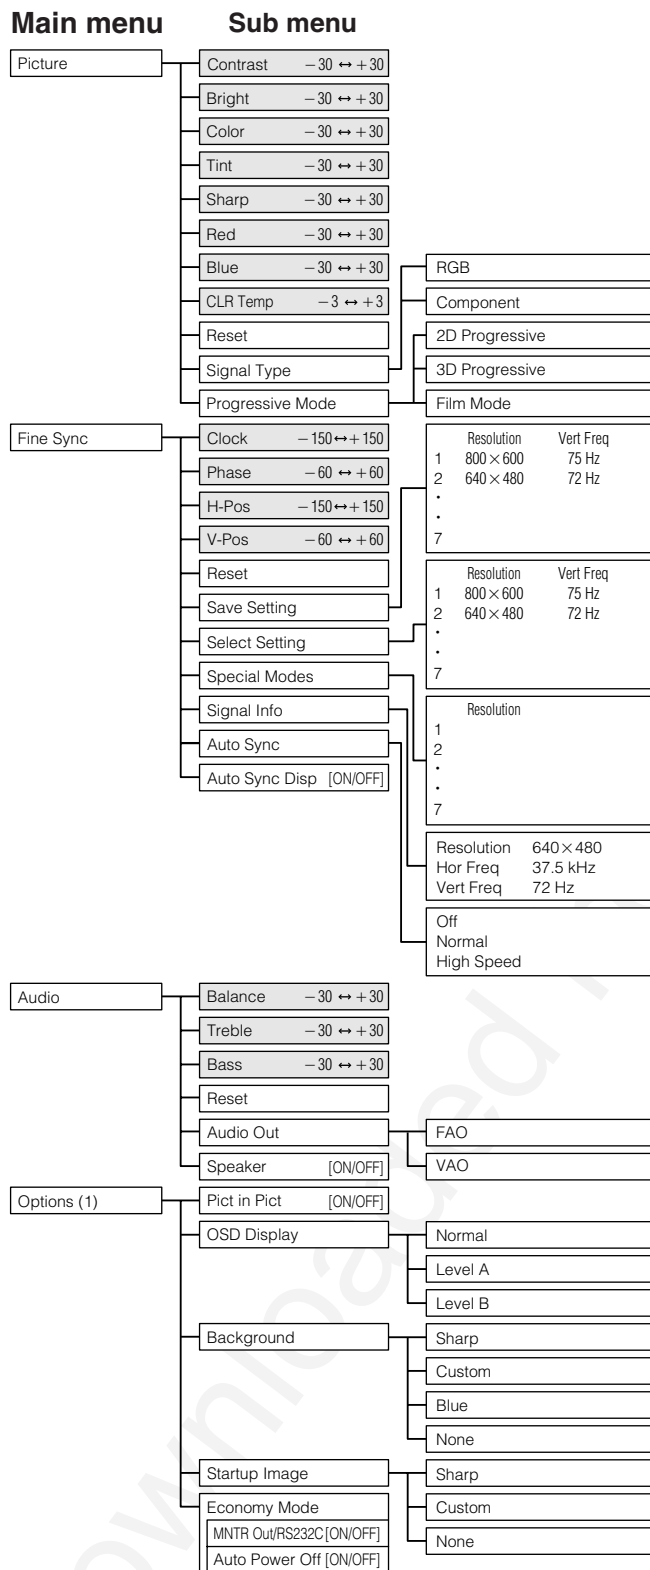 Main menu Sub menu
Picture
Contrast −30 ↔ +30
Bright −30 ↔ +30
Color −30 ↔ +30
Tint −30 ↔ +30
Sharp −30 ↔ +30
Red −30 ↔ +30
Blue −30 ↔ +30
CLR Temp −3 ↔ +3
Reset
Signal Type
RGB
Component
Progressive Mode
2D Progressive
3D Progressive
Film Mode
Fine Sync
Clock −150↔+150
Phase −60 ↔ +60
H-Pos −150↔+150
V-Pos −60 ↔ +60
Reset
Save Setting
Resolution Vert Freq
1 800×600 75 Hz
2 640×480 72 Hz
·
·
7
Select Setting
Resolution Vert Freq
1 800×600 75 Hz
2 640×480 72 Hz
·
·
7
Special Modes
Resolution
1
2
·
·
7
Signal Info
Resolution 640×480
Hor Freq 37.5 kHz
Vert Freq 72 Hz
Auto Sync
Off
Normal
High Speed
Auto Sync Disp [ON/OFF]
Audio
Balance −30 ↔ +30
Treble −30 ↔ +30
Bass −30 ↔ +30
Reset
Audio Out
FAO
VAO
Speaker [ON/OFF]
Options (1)
Pict in Pict [ON/OFF]
OSD Display
Normal
Level A
Level B
Background
Sharp
Custom
Blue
None
Startup Image
Sharp
Custom
None
Economy Mode
MNTR Out/RS232C [ON/OFF]
Auto Power Off [ON/OFF]